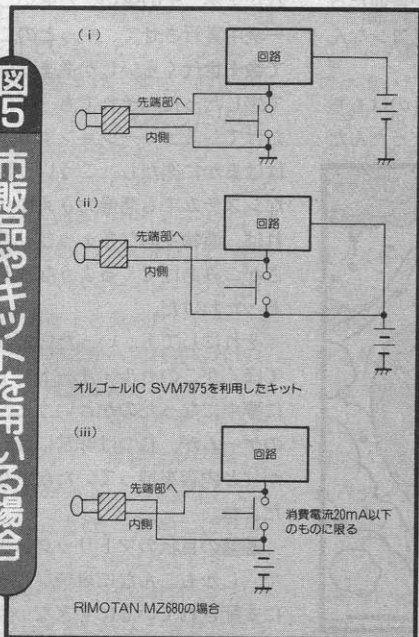 図5
市販品やキットを用いる場合
(i)
回路
先端部へ
内側
(ii)
回路
先端部へ
内側
オルゴールIC SVM7975を利用したキット
(iii)
回路
先端部へ
内側
消費電流20mA以下
のものに限る
RIMOTAN MZ680の場合